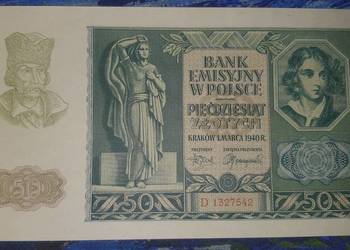 BANK
EMISYJNY
W POLSCE
PIĘĆDZIESIĄT
ZŁOTYCH
KRAKÓW 1. MARCA 1940 R.
50
50
D 1327542